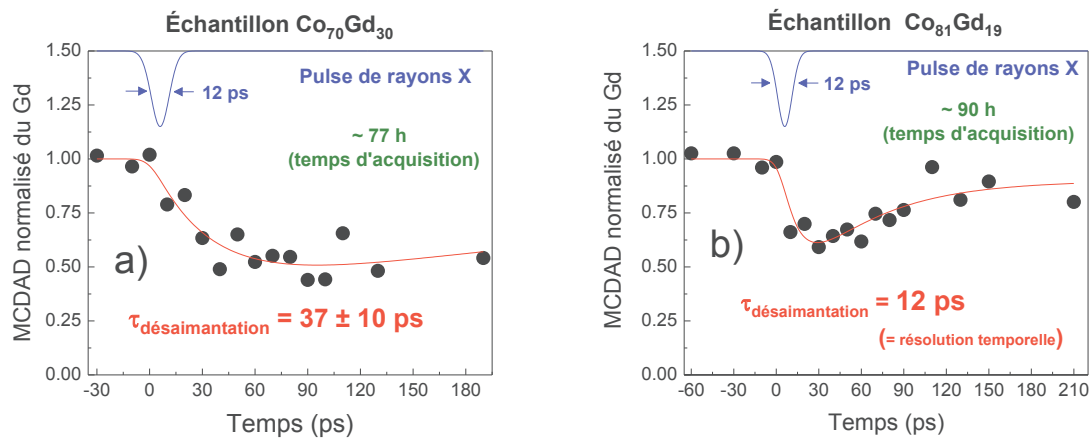 Échantillon Co70Gd30
MCDAD normalisé du Gd
1.50
1.25
1.00
0.75
0.50
0.25
0.00
Pulse de rayons X
12 ps
~ 77 h
(temps d'acquisition)
a)
τdésaimantation = 37 ± 10 ps
-30 0 30 60 90 120 150 180
Temps (ps)
Échantillon Co81Gd19
MCDAD normalisé du Gd
1.50
1.25
1.00
0.75
0.50
0.25
0.00
Pulse de rayons X
12 ps
~ 90 h
(temps d'acquisition)
b)
τdésaimantation = 12 ps
(= résolution temporelle)
-60 -30 0 30 60 90 120 150 180 210
Temps (ps)